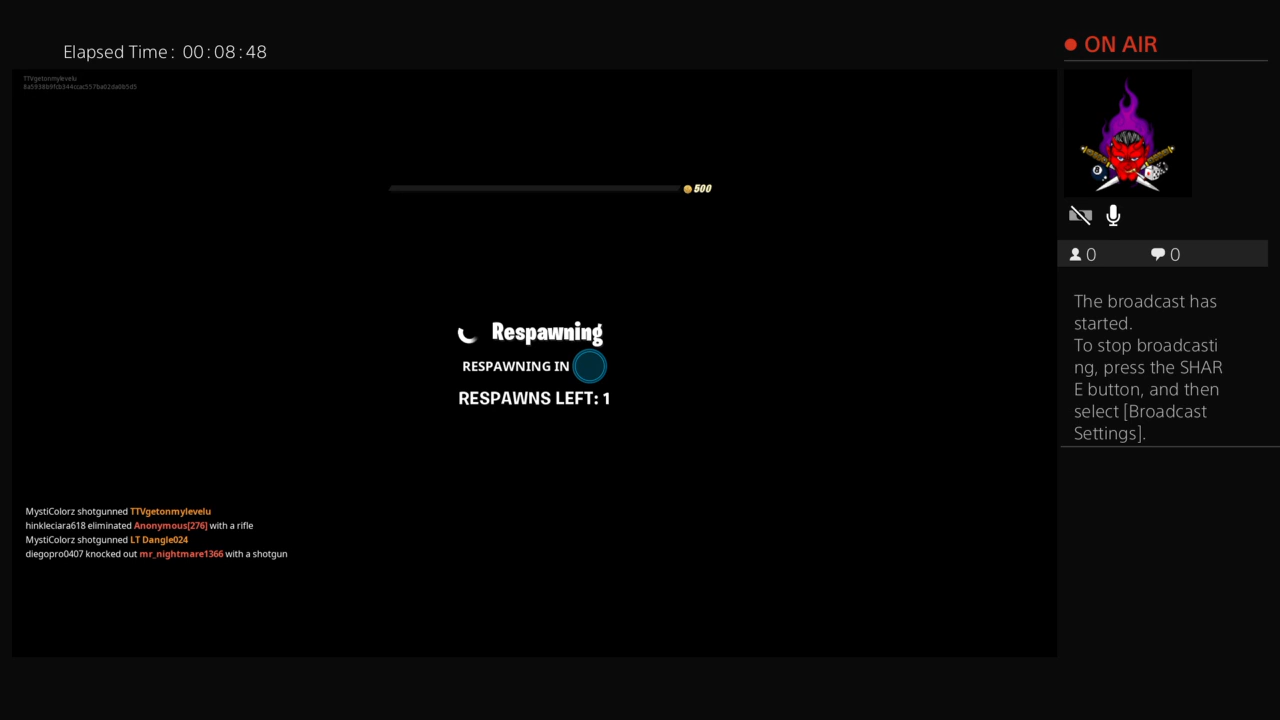 Elapsed Time: 00:08:48
ON AIR
TTVgetonmylevelu
500
0
0
Respawning
RESPAWNING IN
RESPAWNS LEFT: 1
The broadcast has
started.
To stop broadcasti
ng, press the SHAR
E button, and then
select [Broadcast
Settings].
MystiColorz shotgunned TTVgetonmylevelu
hinkleciara618 eliminated Anonymous[276] with a rifle
MystiColorz shotgunned LT Dangle024
diegopro0407 knocked out mr_nightmare1366 with a shotgun